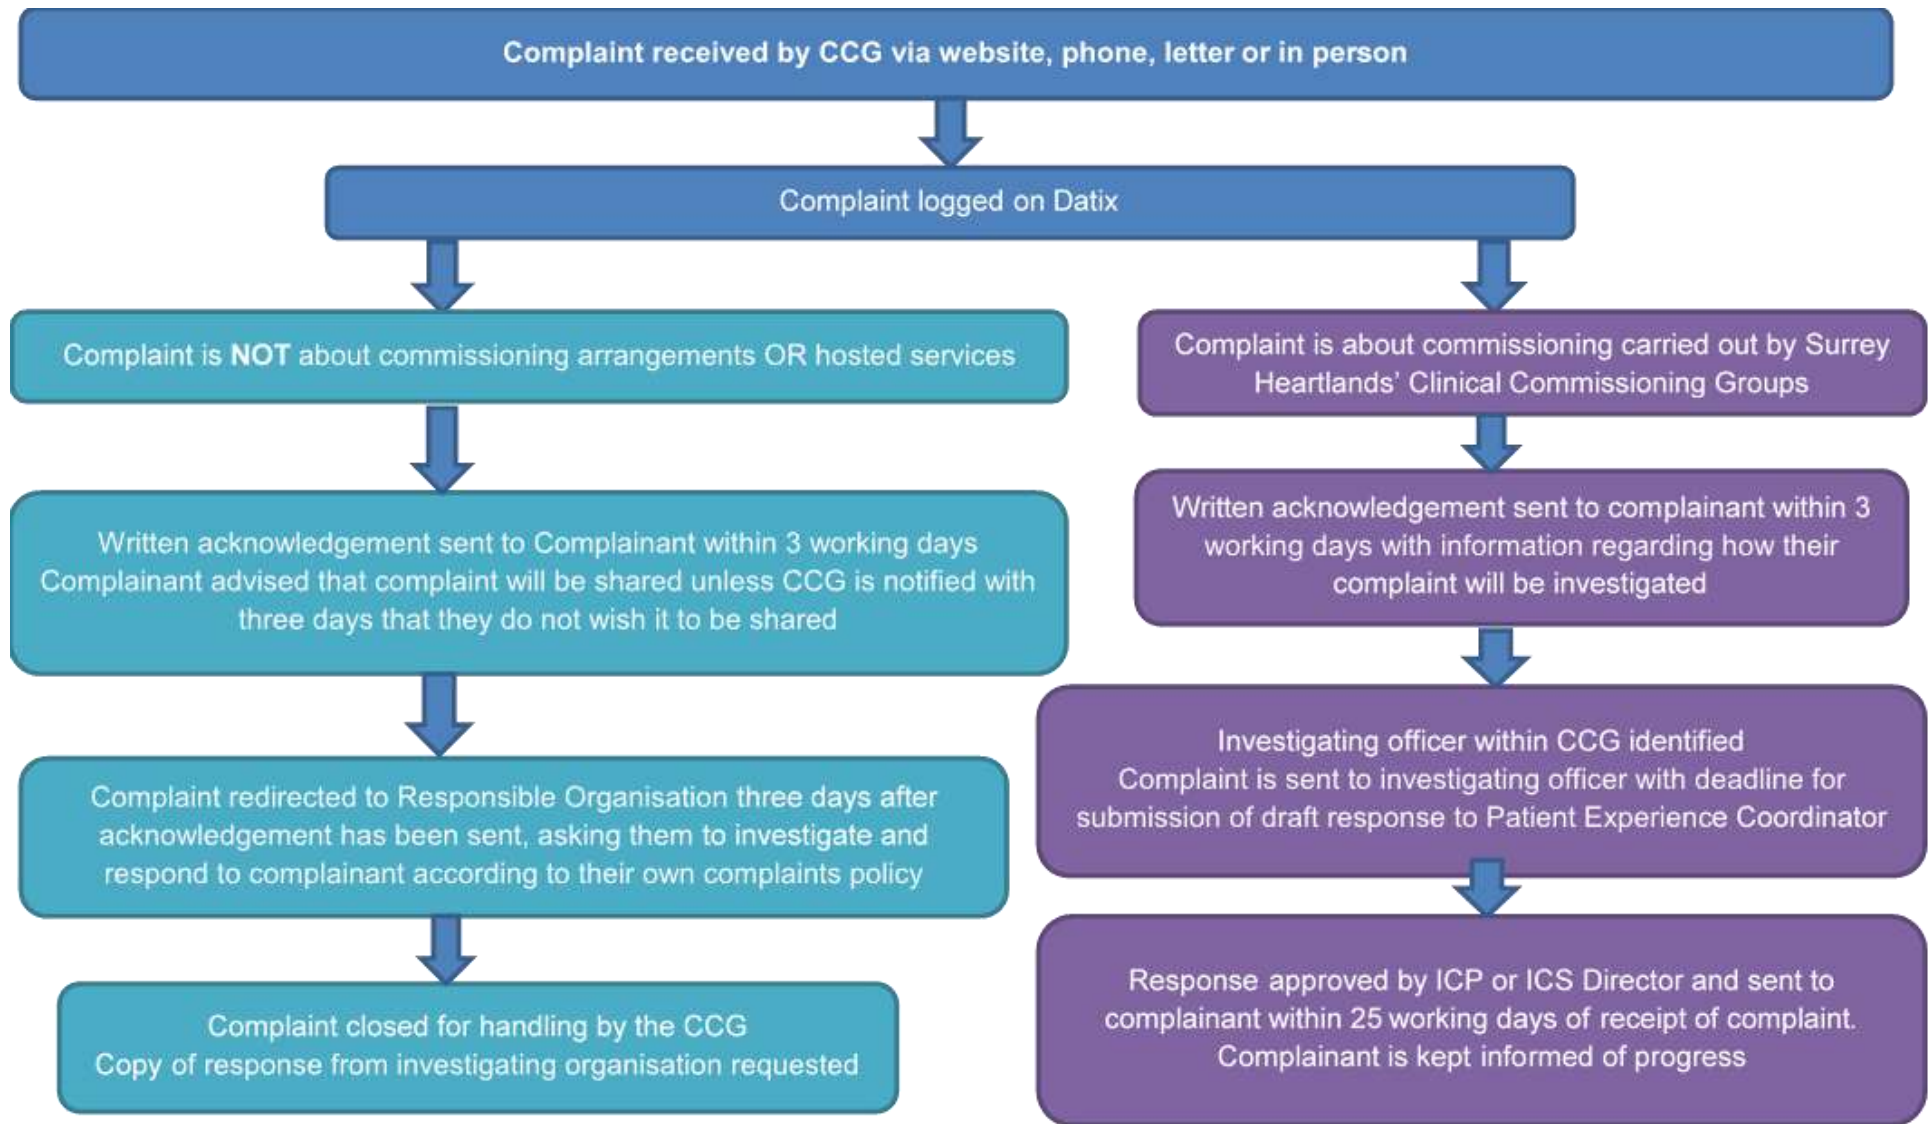 Complaint received by CCG via website, phone, letter or in person
Complaint logged on Datix
Complaint is NOT about commissioning arrangements OR hosted services
Written acknowledgement sent to Complainant within 3 working days
Complainant advised that complaint will be shared unless CCG is notified with
three days that they do not wish it to be shared
Complaint redirected to Responsible Organisation three days after
acknowledgement has been sent, asking them to investigate and
respond to complainant according to their own complaints policy
Complaint closed for handling by the CCG
Copy of response from investigating organisation requested
Complaint is about commissioning carried out by Surrey
Heartlands' Clinical Commissioning Groups
Written acknowledgement sent to complainant within 3
working days with information regarding how their
complaint will be investigated
Investigating officer within CCG identified
Complaint is sent to investigating officer with deadline for
submission of draft response to Patient Experience Coordinator
Response approved by ICP or ICS Director and sent to
complainant within 25 working days of receipt of complaint.
Complainant is kept informed of progress